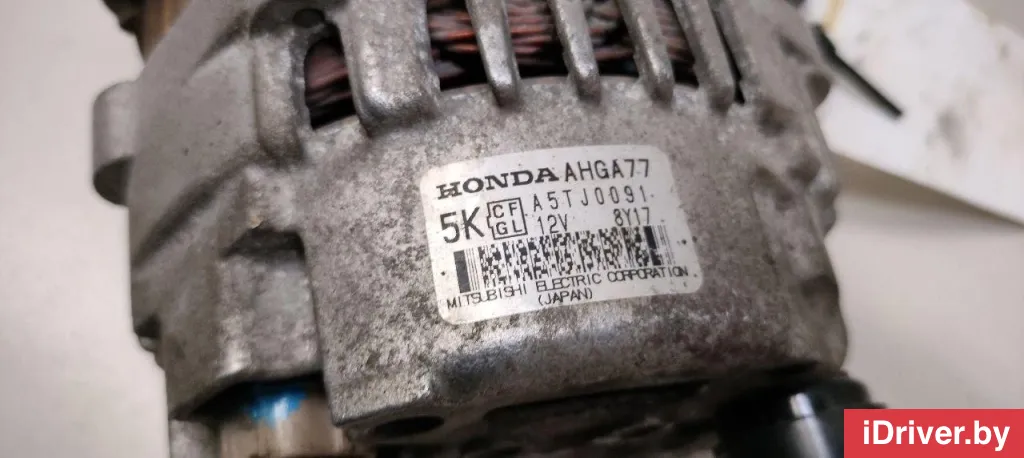 HONDA AHGA77
5K CF GL A5TJ0091
12V 8Y17
MITSUBISHI ELECTRIC CORPORATION
(JAPAN)
iDriver.by